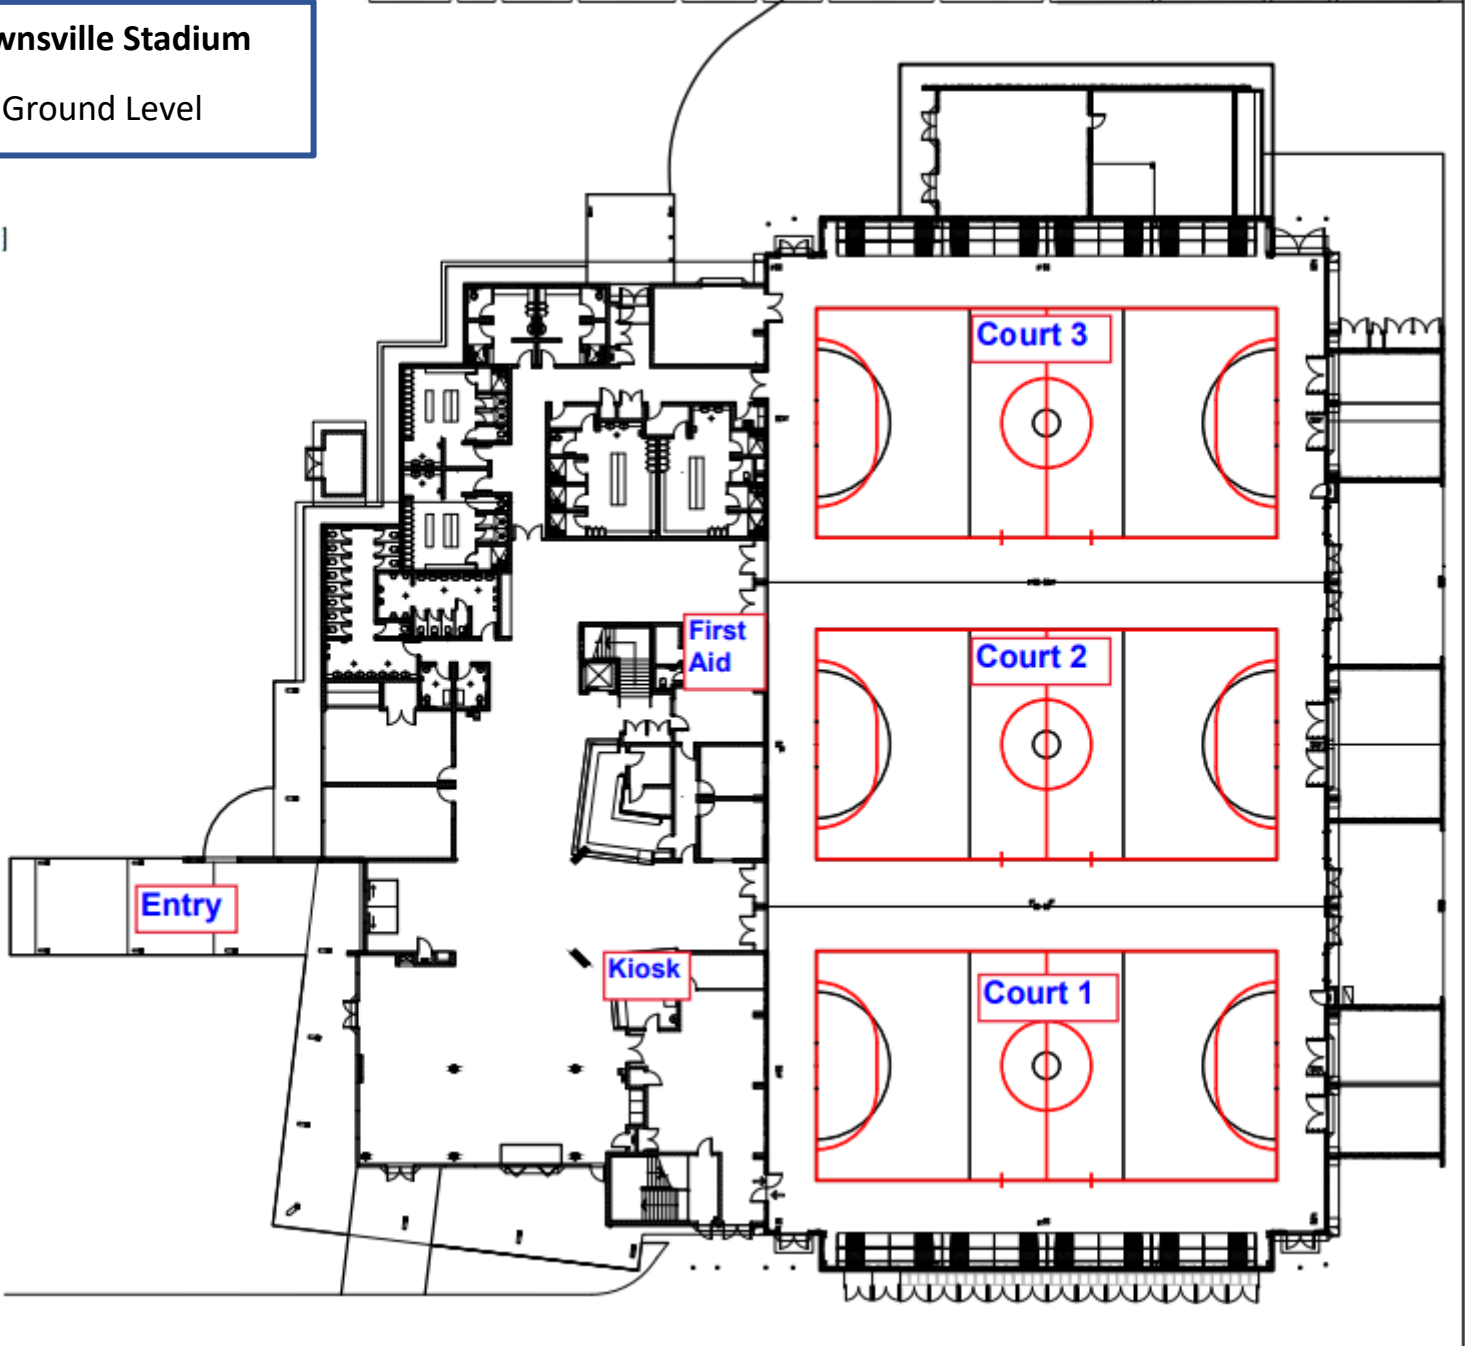 wnsville Stadium
Ground Level
Court 3
First
Aid
Court 2
Entry
Kiosk
Court 1